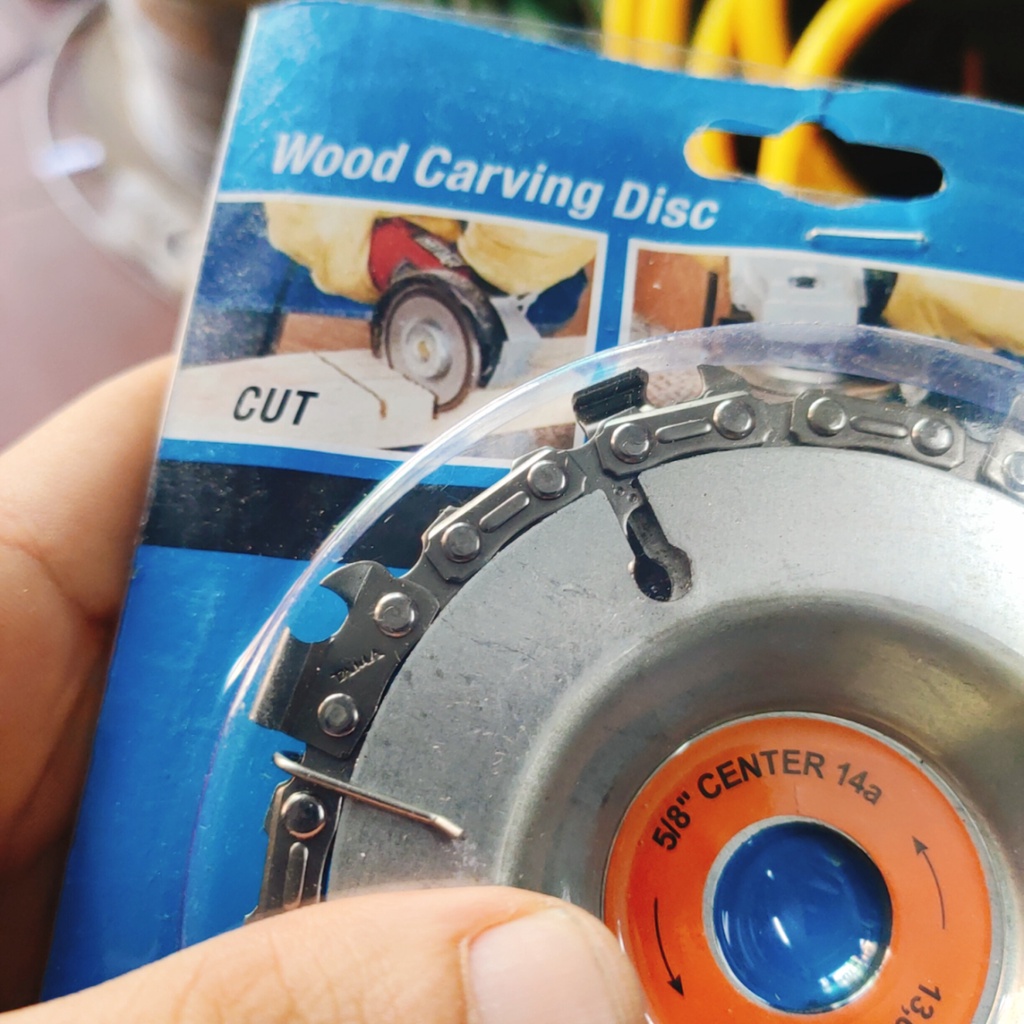 Wood Carving Disc
CUT
5/8" CENTER 14a